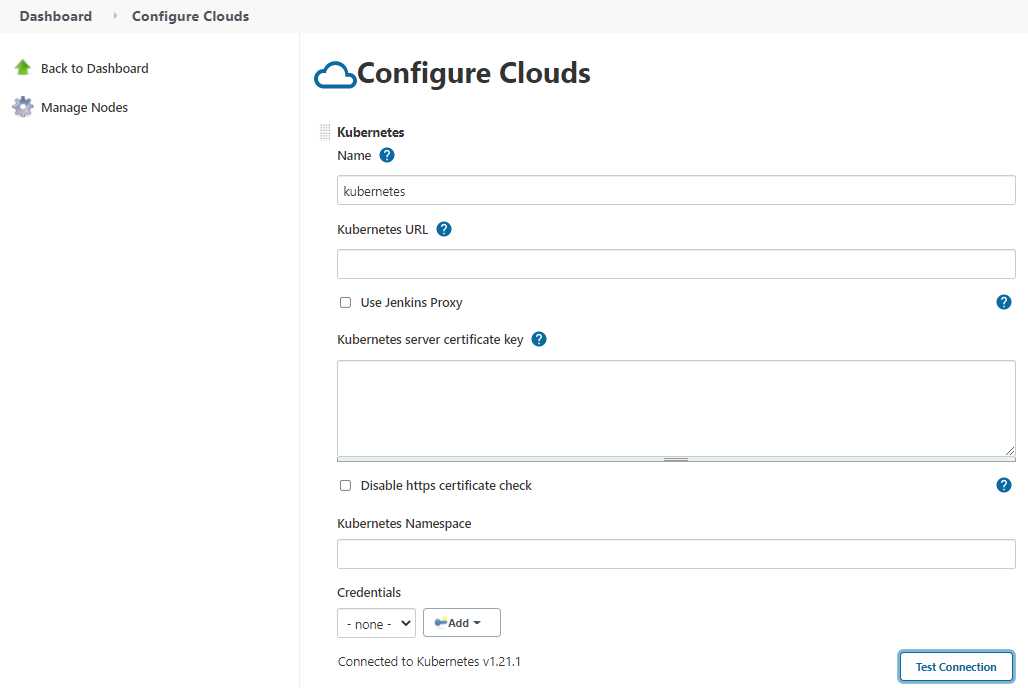 Dashboard Configure Clouds
Back to Dashboard
Manage Nodes
Configure Clouds
Kubernetes
Name ?
kubernetes
Kubernetes URL ?
Use Jenkins Proxy ?
Kubernetes server certificate key ?
Disable https certificate check ?
Kubernetes Namespace
Credentials
- none - Add
Connected to Kubernetes v1.21.1
Test Connection